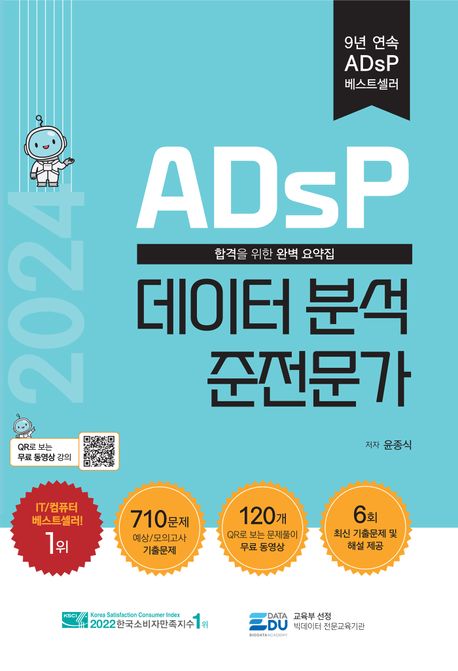 9년 연속
ADsP
베스트셀러
2024
ADsP
합격을 위한 완벽 요약집
데이터 분석
준전문가
저자 윤종식
QR로 보는
무료 동영상 강의
IT/컴퓨터
베스트셀러!
1위
710문제
예상/모의고사
기출문제
120개
QR로 보는 문제풀이
무료 동영상
6회
최신 기출문제 및
해설 제공
KSCI
Korea Satisfaction Consumer Index
2022한국소비자만족지수1위
DATA
EDU
BIGDATA ACADEMY
교육부 선정
빅데이터 전문교육기관